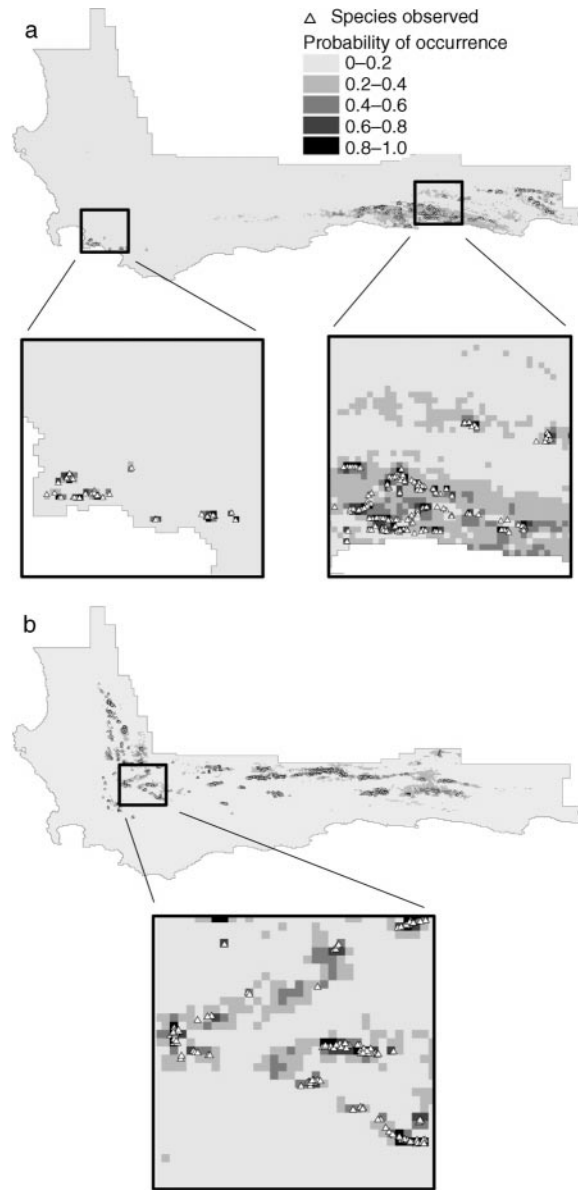 a
Species observed
Probability of occurrence
0–0.2
0.2–0.4
0.4–0.6
0.6–0.8
0.8–1.0
b